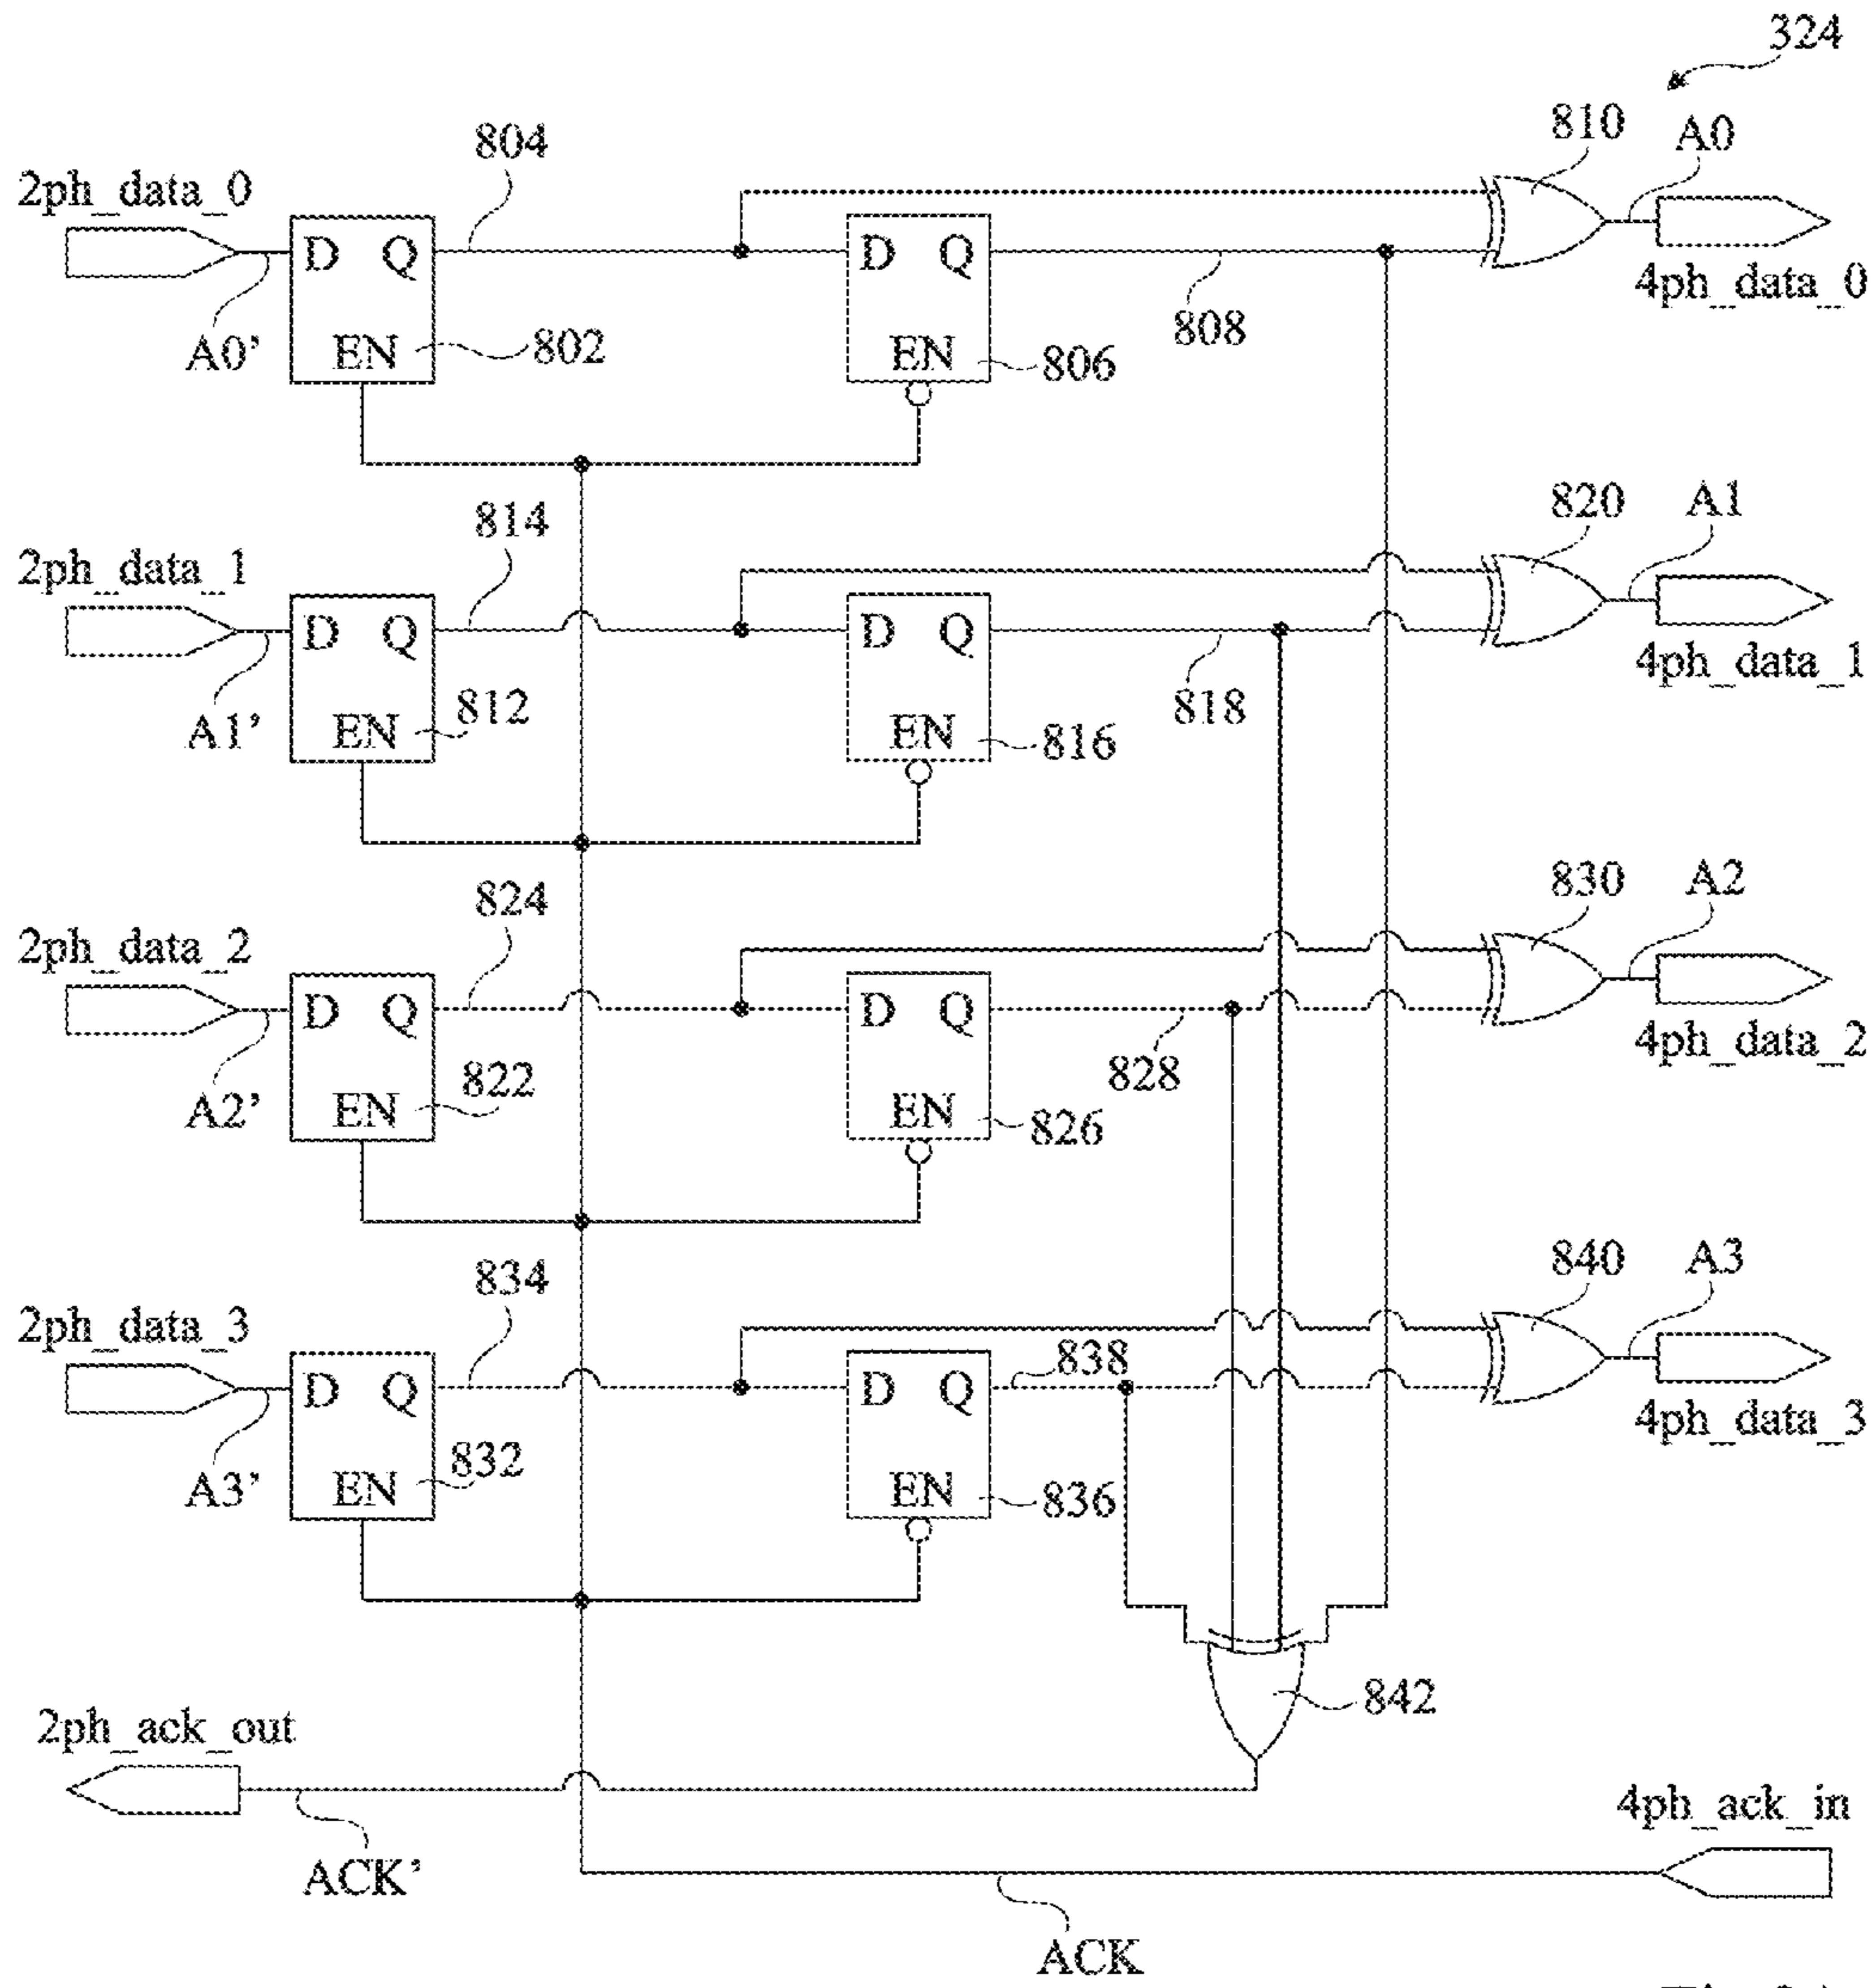 324
804
810
A0
2ph_data_0
D Q
D Q
4ph_data_0
A0’
EN
802
EN
806
808
814
820
A1
2ph_data_1
D Q
D Q
4ph_data_1
A1’
EN
812
EN
816
818
824
830
A2
2ph_data_2
D Q
D Q
4ph_data_2
A2’
EN
822
EN
826
828
834
840
A3
2ph_data_3
D Q
D Q
838
4ph_data_3
A3’
EN
832
EN
836
842
2ph_ack_out
4ph_ack_in
ACK’
ACK